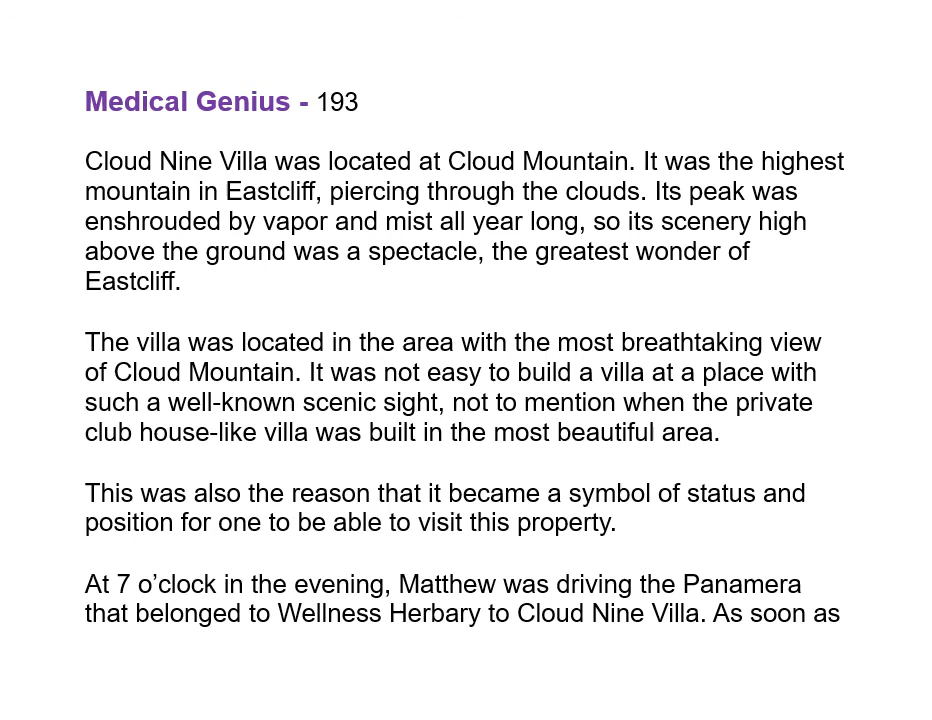 Medical Genius - 193
Cloud Nine Villa was located at Cloud Mountain. It was the highest
mountain in Eastcliff, piercing through the clouds. Its peak was
enshrouded by vapor and mist all year long, so its scenery high
above the ground was a spectacle, the greatest wonder of
Eastcliff.
The villa was located in the area with the most breathtaking view
of Cloud Mountain. It was not easy to build a villa at a place with
such a well-known scenic sight, not to mention when the private
club house-like villa was built in the most beautiful area.
This was also the reason that it became a symbol of status and
position for one to be able to visit this property.
At 7 o’clock in the evening, Matthew was driving the Panamera
that belonged to Wellness Herbary to Cloud Nine Villa. As soon as